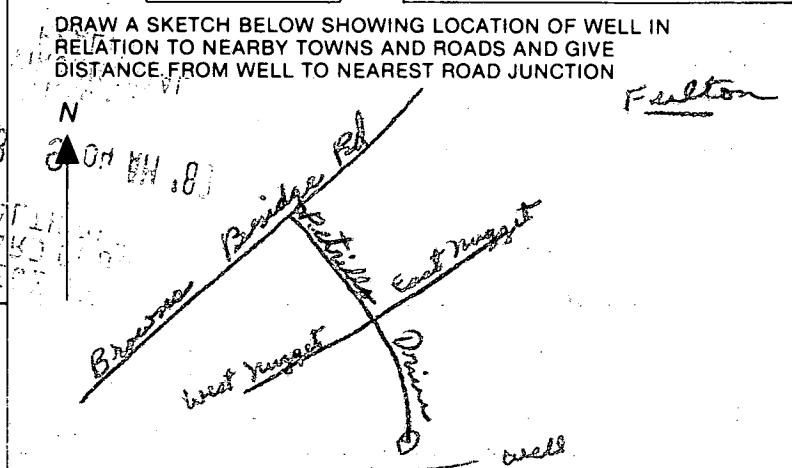 DRAW A SKETCH BELOW SHOWING LOCATION OF WELL IN
RELATION TO NEARBY TOWNS AND ROADS AND GIVE
DISTANCE FROM WELL TO NEAREST ROAD JUNCTION
Fulton
N
Browns Bridge Rd
East Nugget
West Nugget
Drive
well